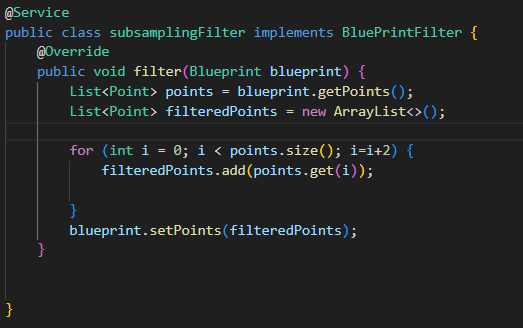 @Service
public class subsamplingFilter implements BluePrintFilter {
    @Override
    public void filter(Blueprint blueprint) {
        List<Point> points = blueprint.getPoints();
        List<Point> filteredPoints = new ArrayList<>();
        for (int i = 0; i < points.size(); i=i+2) {
            filteredPoints.add(points.get(i));
        }
        blueprint.setPoints(filteredPoints);
    }
}